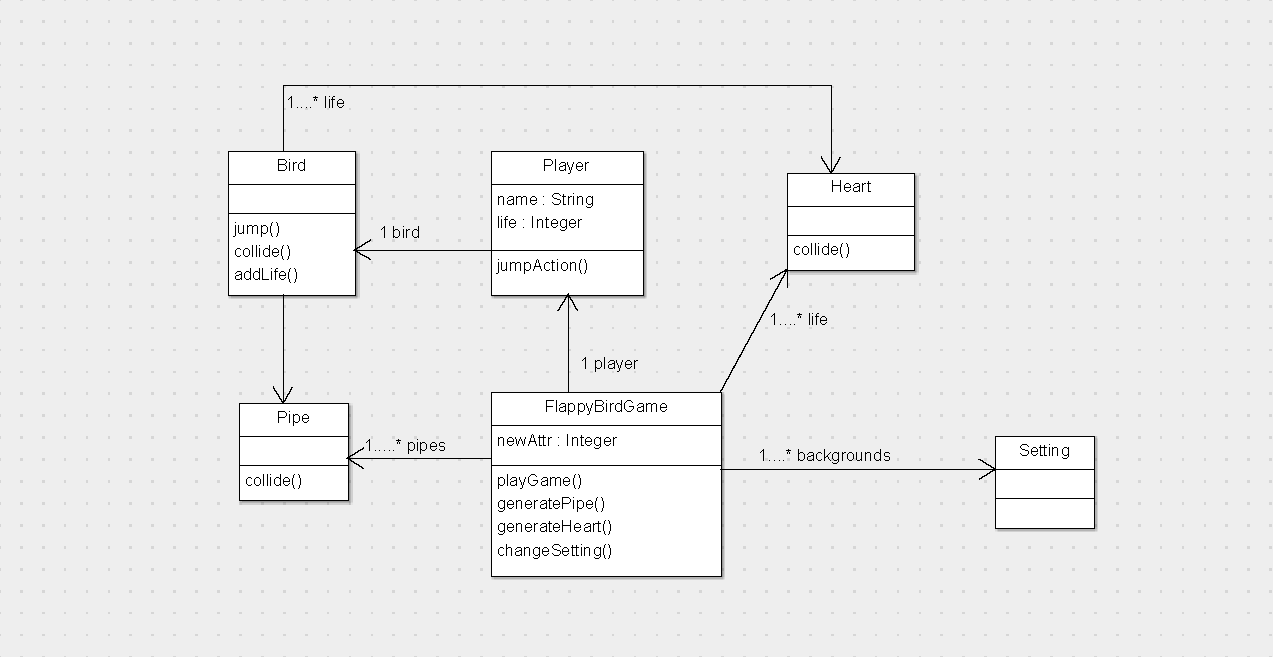 1....* life
Bird
jump()
collide()
addLife()
1 bird
Player
name : String
life : Integer
jumpAction()
Heart
collide()
1....* life
1 player
Pipe
collide()
1.....* pipes
FlappyBirdGame
newAttr : Integer
playGame()
generatePipe()
generateHeart()
changeSetting()
1....* backgrounds
Setting